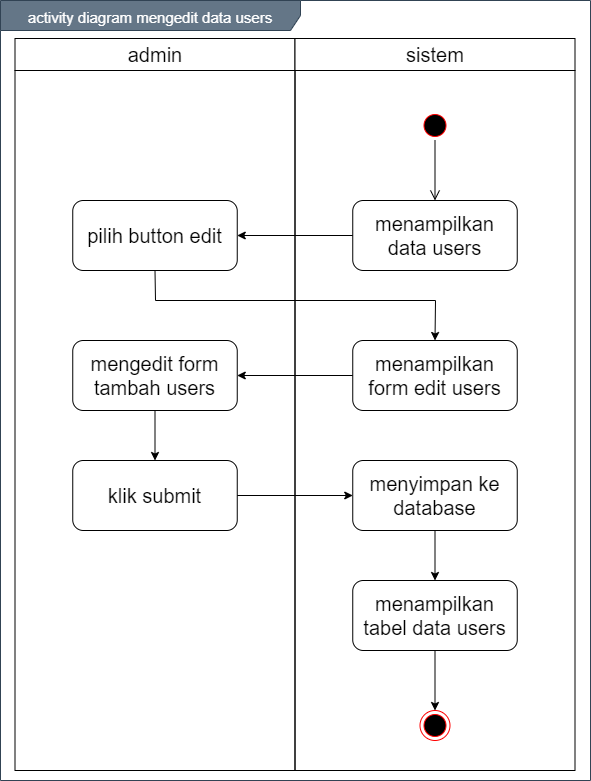 activity diagram mengedit data users
admin
sistem
menampilkan
data users
pilih button edit
menampilkan
form edit users
mengedit form
tambah users
klik submit
menyimpan ke
database
menampilkan
tabel data users